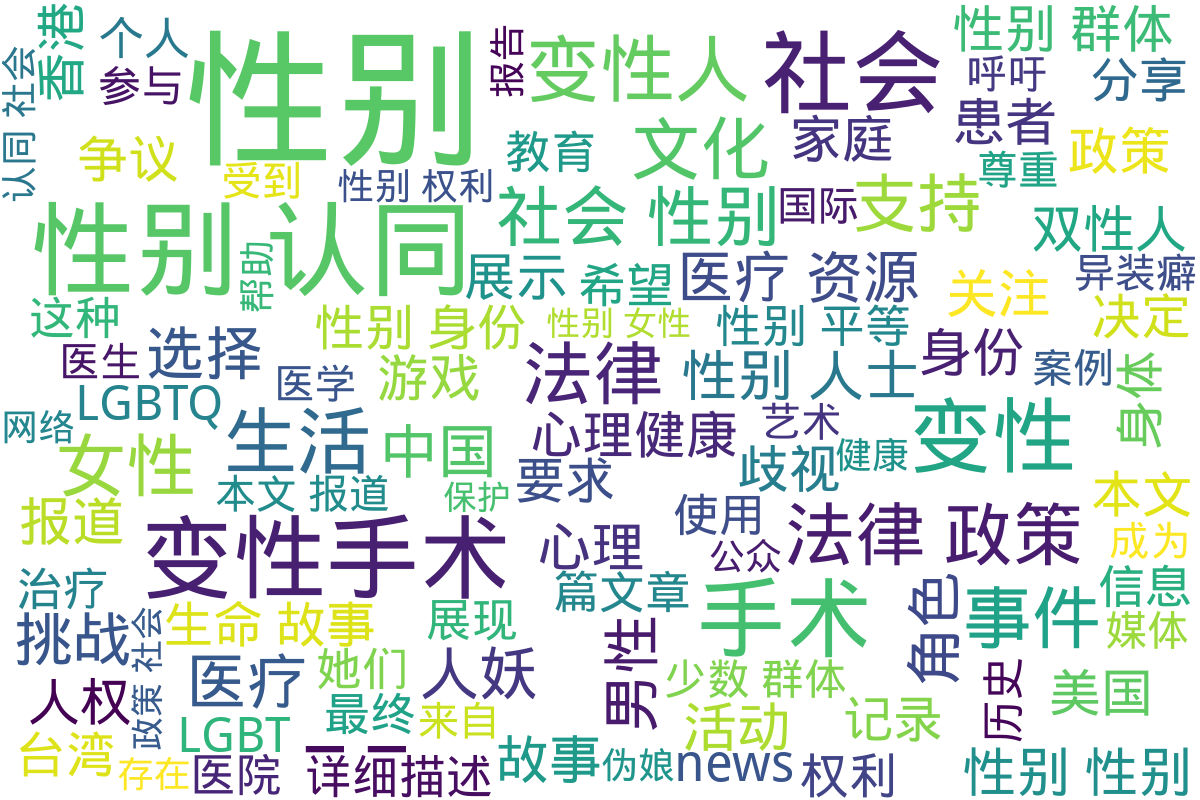 香港
个人
性别
报告
变性人
社会
性别 群体
社会
参与
呼吁
分享
认同
争议
受到
性别 权利
教育
文化
家庭
患者
尊重
政策
性别认同
帮助
社会 性别
国际
支持
双性人
展示
希望
医疗 资源
关注
异装癖
决定
这种
选择
性别 身份
性别 女性
性别 平等
医生
医学
游戏
法律
性别 人士
身份
案例
身体
LGBTQ
网络
女性
生活
中国
心理健康
艺术
歧视
健康
变性
本文 报道
保护
要求
报道
变性手术
心理
使用
公众
法律 政策
本文
成为
治疗
篇文章
手术
角色
事件
信息
媒体
挑战
社会
生命 故事
展现
医疗
她们
人妖
男性
少数 群体
历史
美国
人权
政策
LGBT
最终
来自
活动
记录
台湾
存在
医院
一一
详细描述
故事
伪娘
news
权利
性别 性别